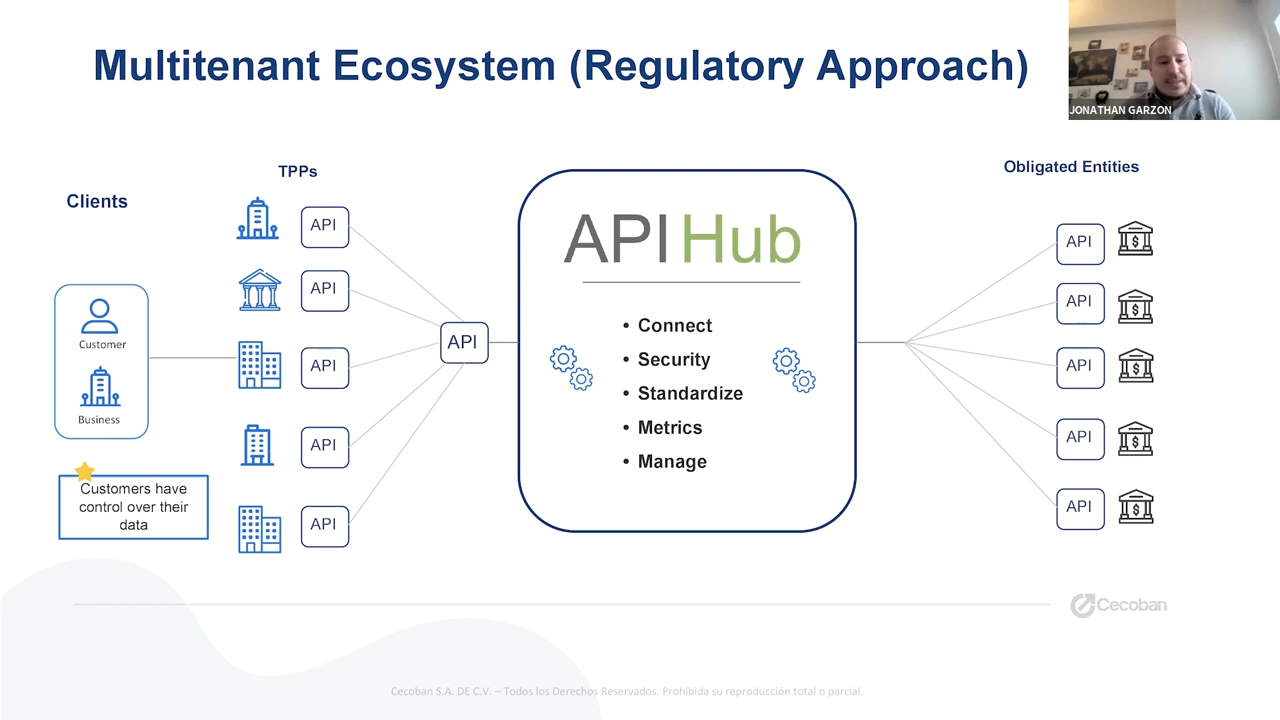 Multitenant Ecosystem (Regulatory Approach)
JONATHAN GARZON
Clients
Customer
Business
Customers have
control over their
data
TPPs
API
API
API
API
API
API
API Hub
• Connect
• Security
• Standardize
• Metrics
• Manage
Obligated Entities
API
API
API
API
API
Cecoban
Cecoban S.A. DE C.V. – Todos los Derechos Reservados. Prohibida su reproducción total o parcial.